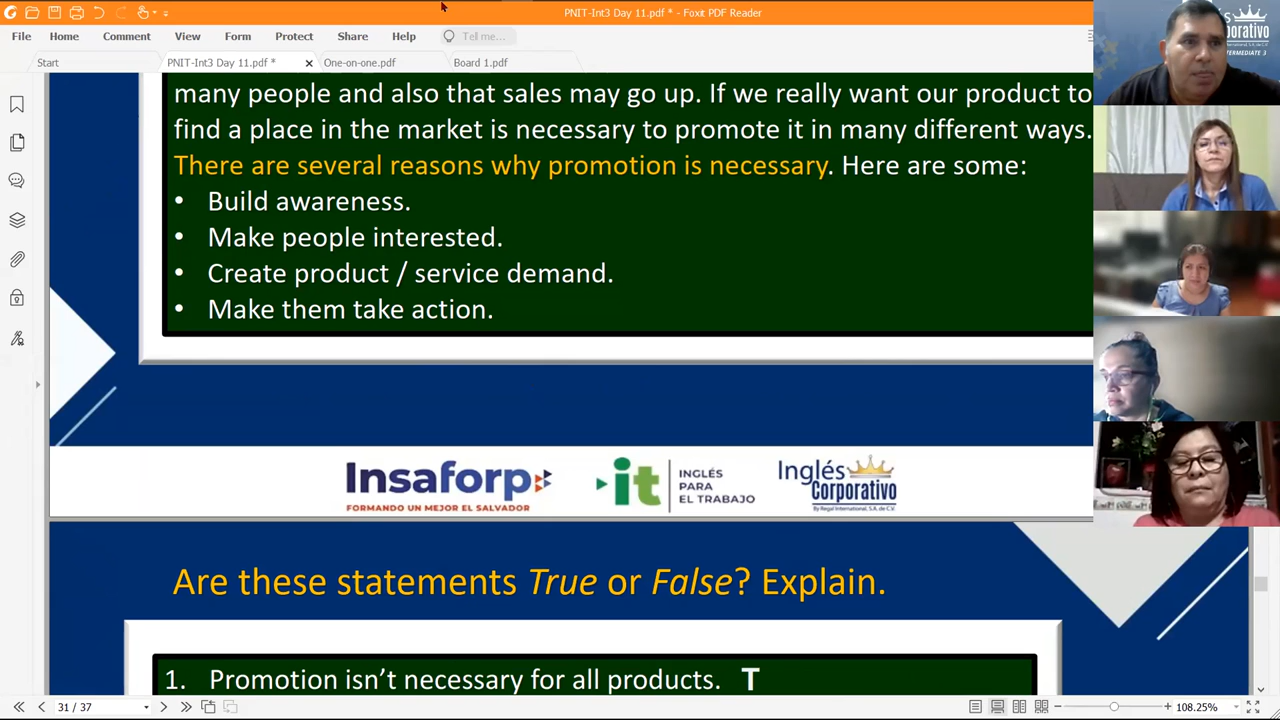 PNIT-Int3 Day 11.pdf * - Foxit PDF Reader
File Home Comment View Form Protect Share Help Tell me...
Start PNIT-Int3 Day 11.pdf * × One-on-one.pdf Board 1.pdf
many people and also that sales may go up. If we really want our product to
find a place in the market is necessary to promote it in many different ways.
There are several reasons why promotion is necessary. Here are some:
• Build awareness.
• Make people interested.
• Create product / service demand.
• Make them take action.
Insaforp
FORMANDO UN MEJOR EL SALVADOR
it
INGLÉS
PARA
EL TRABAJO
Inglés
Corporativo
By Regal International, S.A. de C.V.
Are these statements True or False? Explain.
1. Promotion isn't necessary for all products. T
31 / 37
108.25%